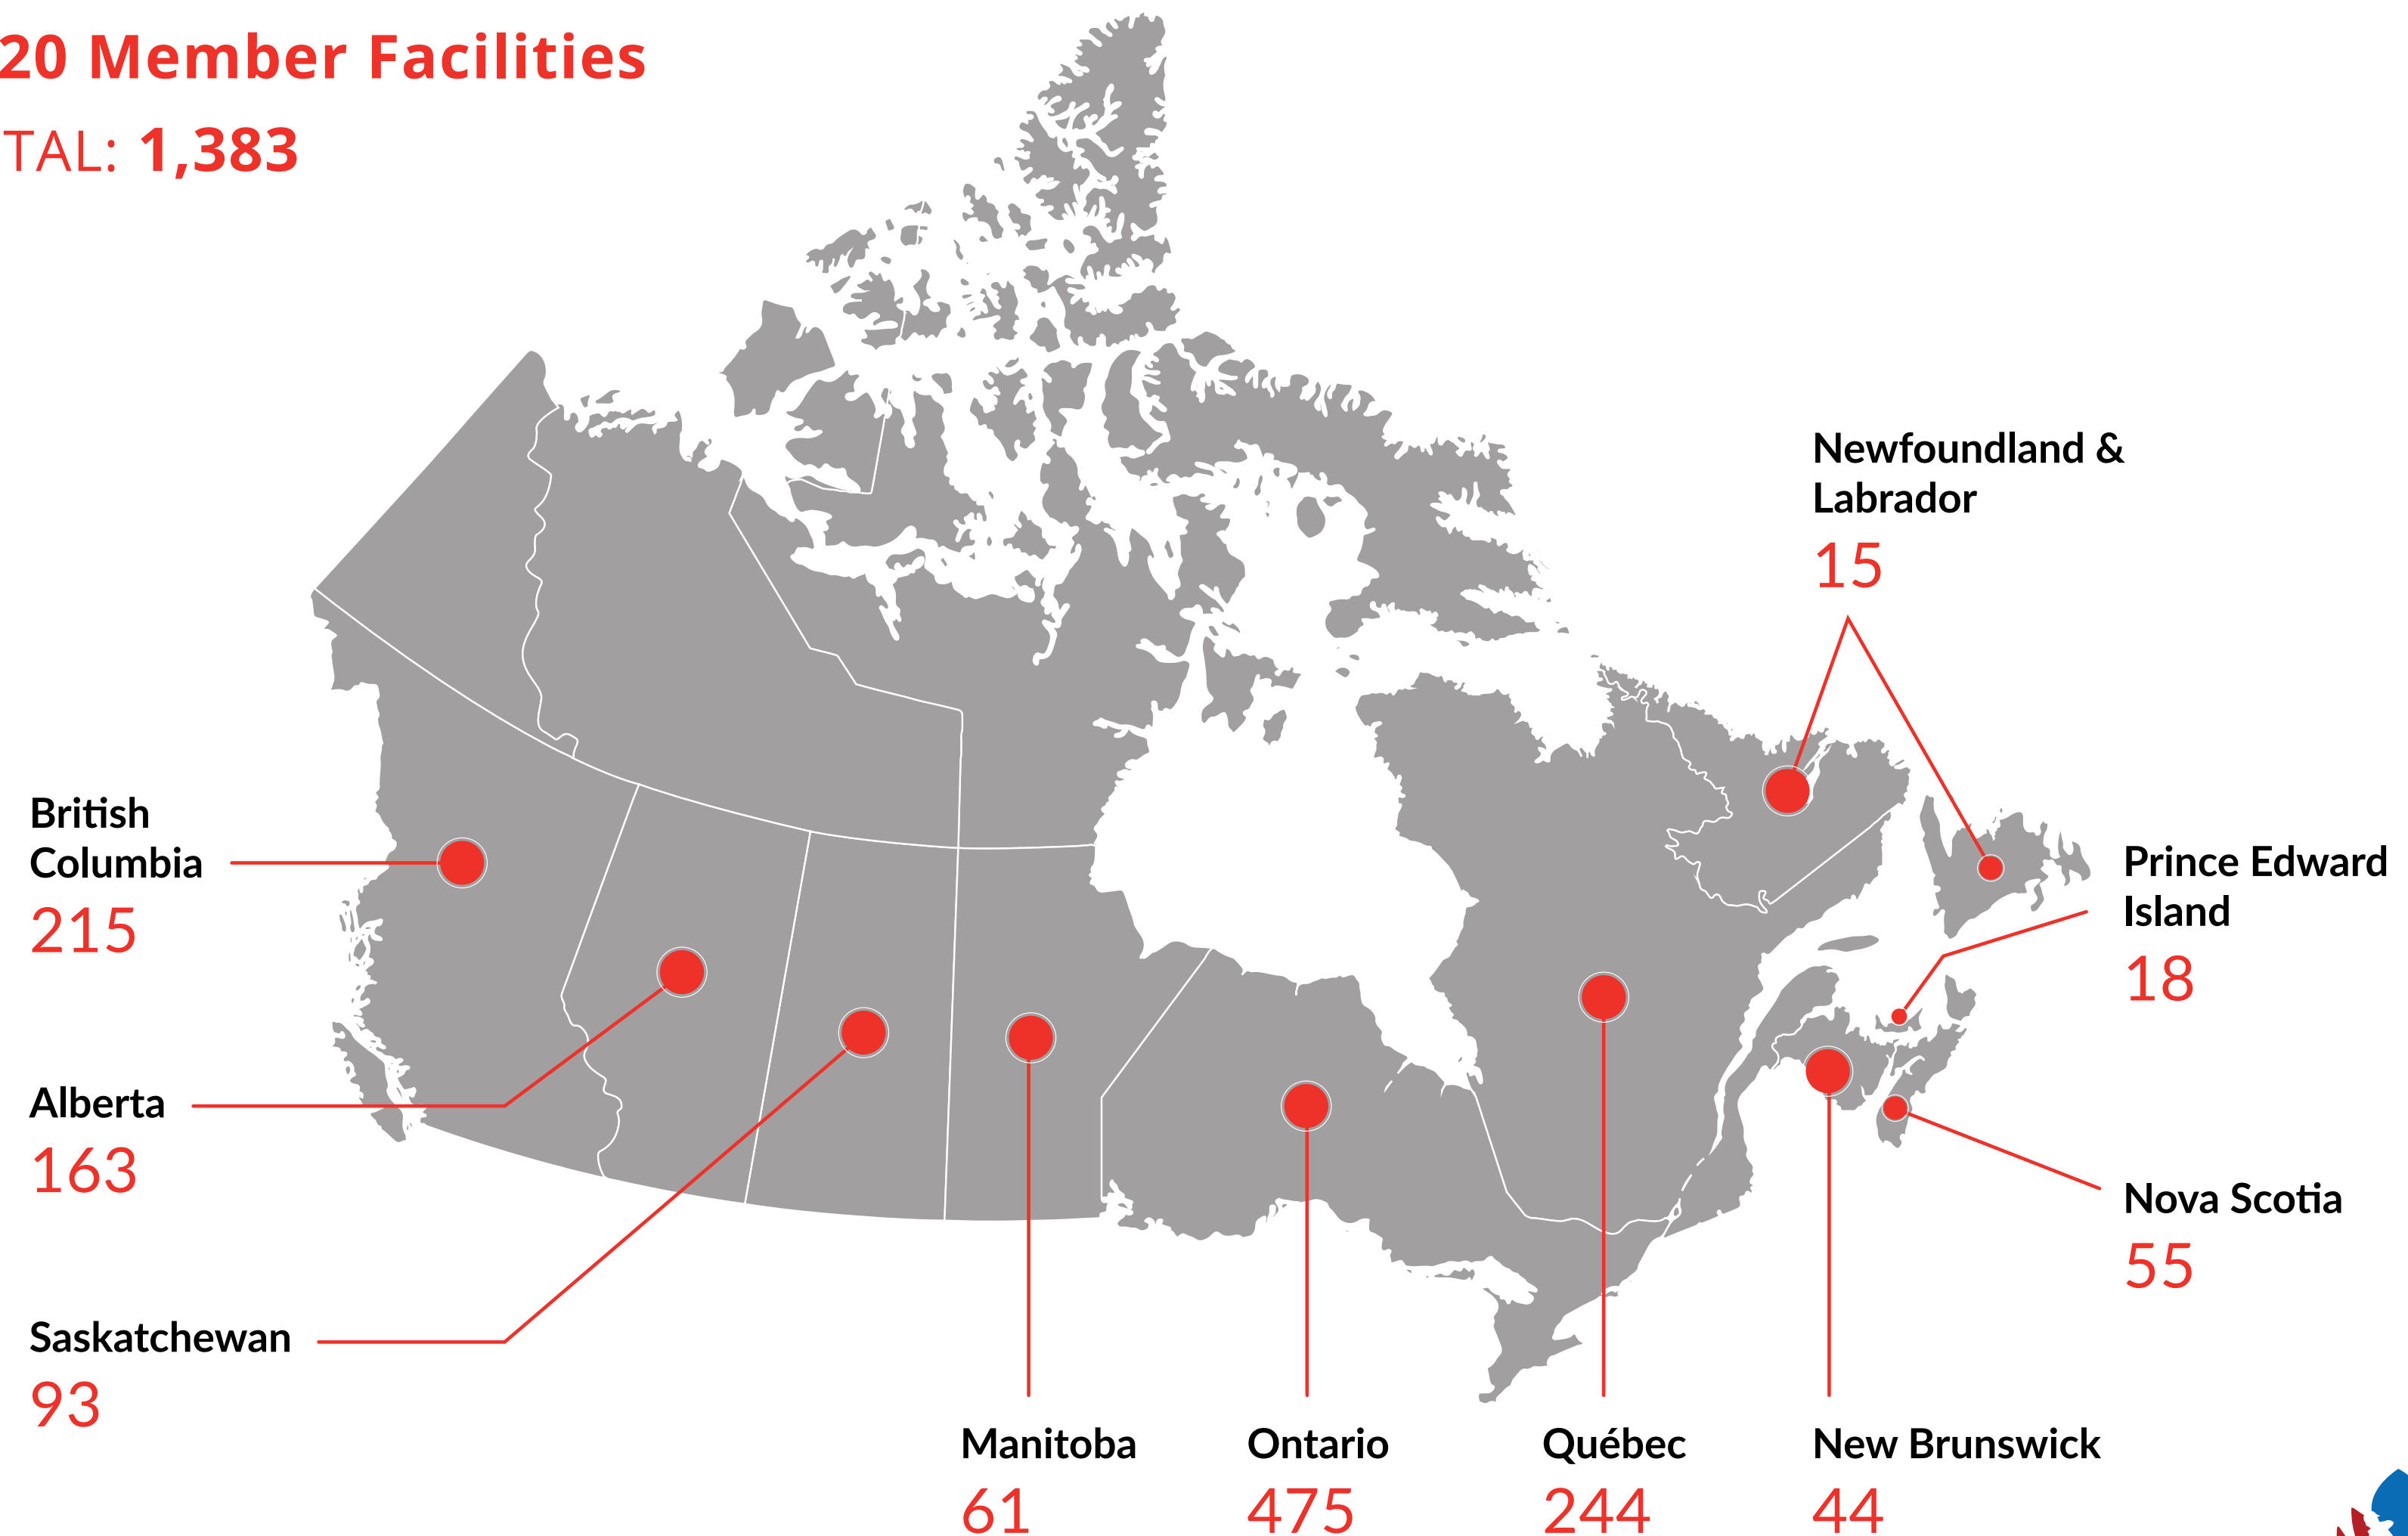 20 Member Facilities
TAL: 1,383
Newfoundland &
Labrador
15
British
Columbia
215
Prince Edward
Island
18
Alberta
163
Nova Scotia
55
Saskatchewan
93
Manitoba
61
Ontario
475
Québec
244
New Brunswick
44